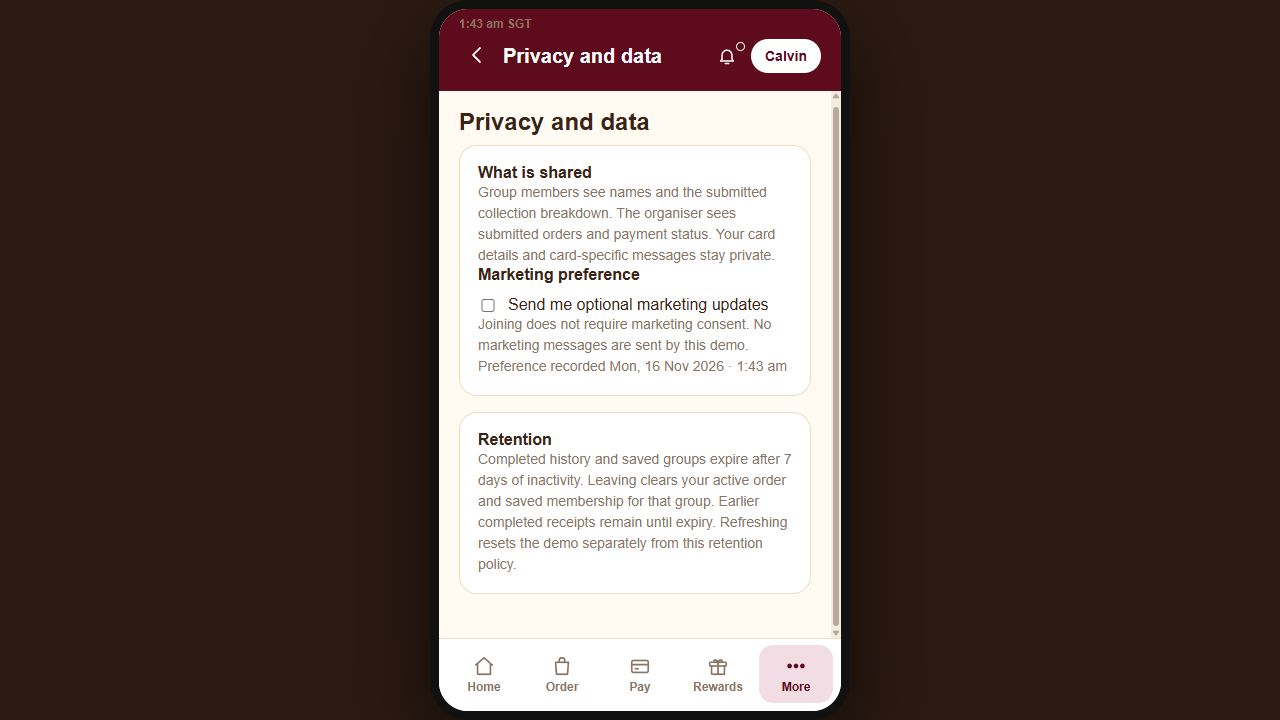 1:43 am SGT
Privacy and data
Calvin
Privacy and data
What is shared
Group members see names and the submitted
collection breakdown. The organiser sees
submitted orders and payment status. Your card
details and card-specific messages stay private.
Marketing preference
Send me optional marketing updates
Joining does not require marketing consent. No
marketing messages are sent by this demo.
Preference recorded Mon, 16 Nov 2026 · 1:43 am
Retention
Completed history and saved groups expire after 7
days of inactivity. Leaving clears your active order
and saved membership for that group. Earlier
completed receipts remain until expiry. Refreshing
resets the demo separately from this retention
policy.
Home
Order
Pay
Rewards
More